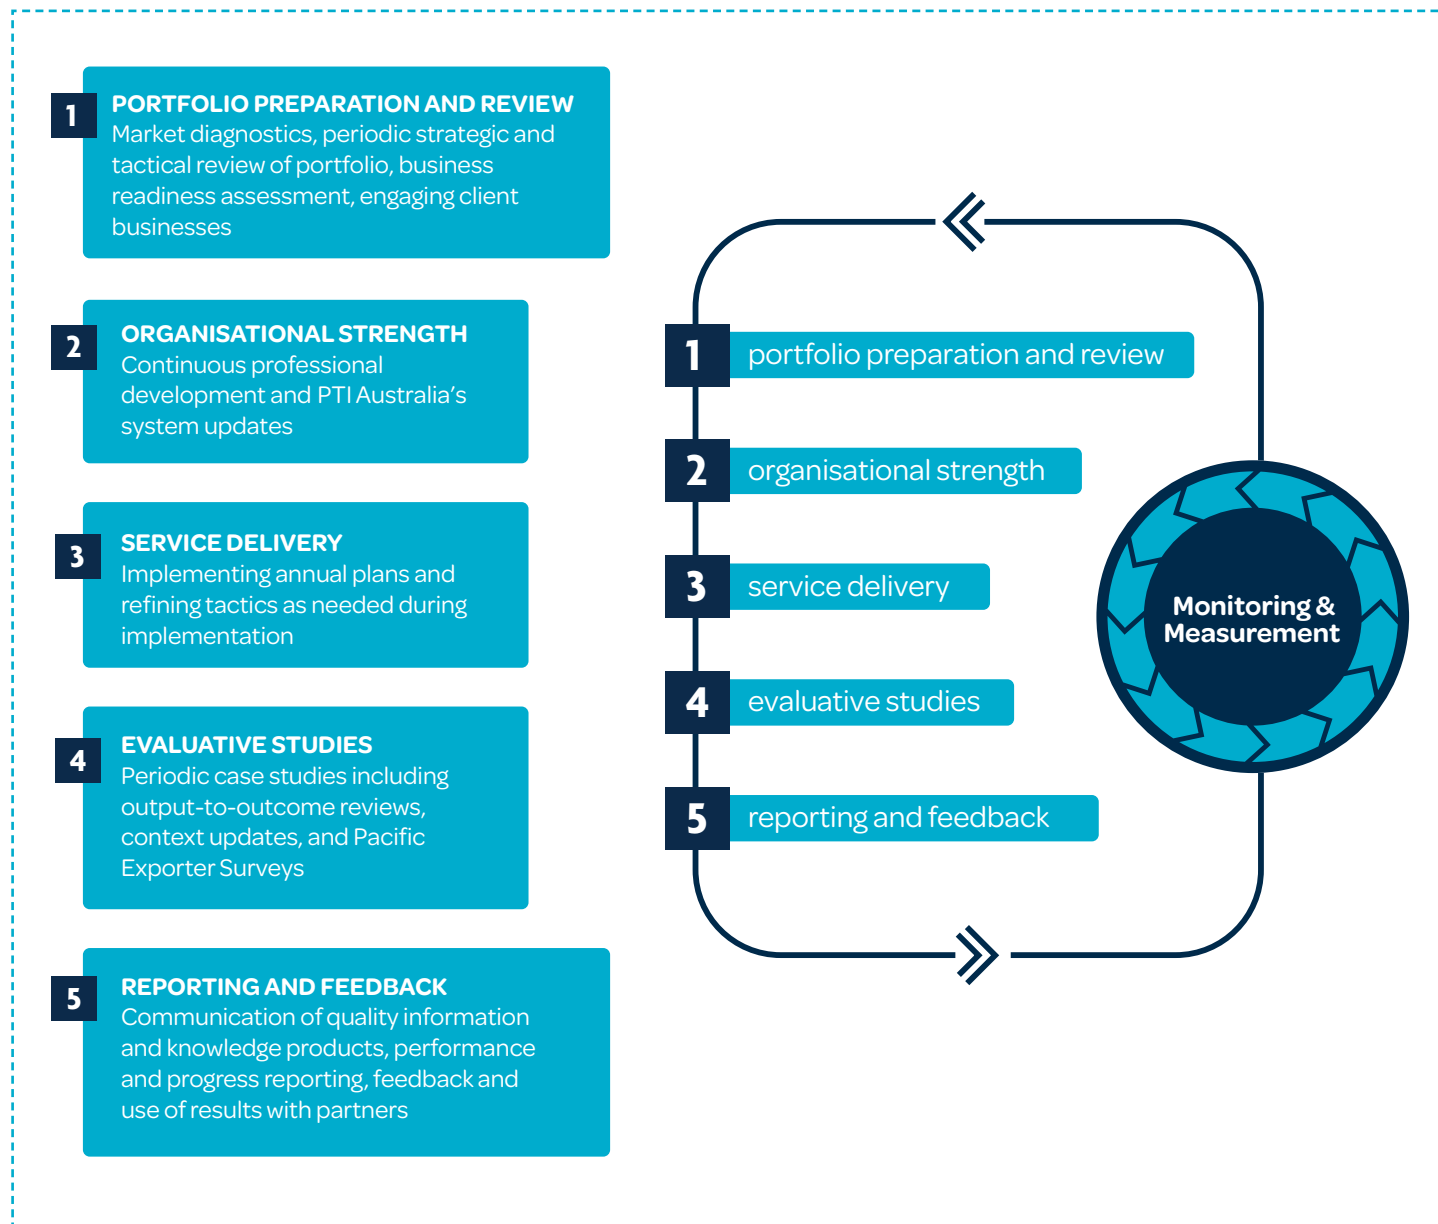 1
PORTFOLIO PREPARATION AND REVIEW
Market diagnostics, periodic strategic and
tactical review of portfolio, business
readiness assessment, engaging client
businesses
2
ORGANISATIONAL STRENGTH
Continuous professional
development and PTI Australia's
system updates
3
SERVICE DELIVERY
Implementing annual plans and
refining tactics as needed during
implementation
4
EVALUATIVE STUDIES
Periodic case studies including
output-to-outcome reviews,
context updates, and Pacific
Exporter Surveys
5
REPORTING AND FEEDBACK
Communication of quality information
and knowledge products, performance
and progress reporting, feedback and
use of results with partners
1 portfolio preparation and review
2 organisational strength
3 service delivery
4 evaluative studies
5 reporting and feedback
Monitoring &
Measurement